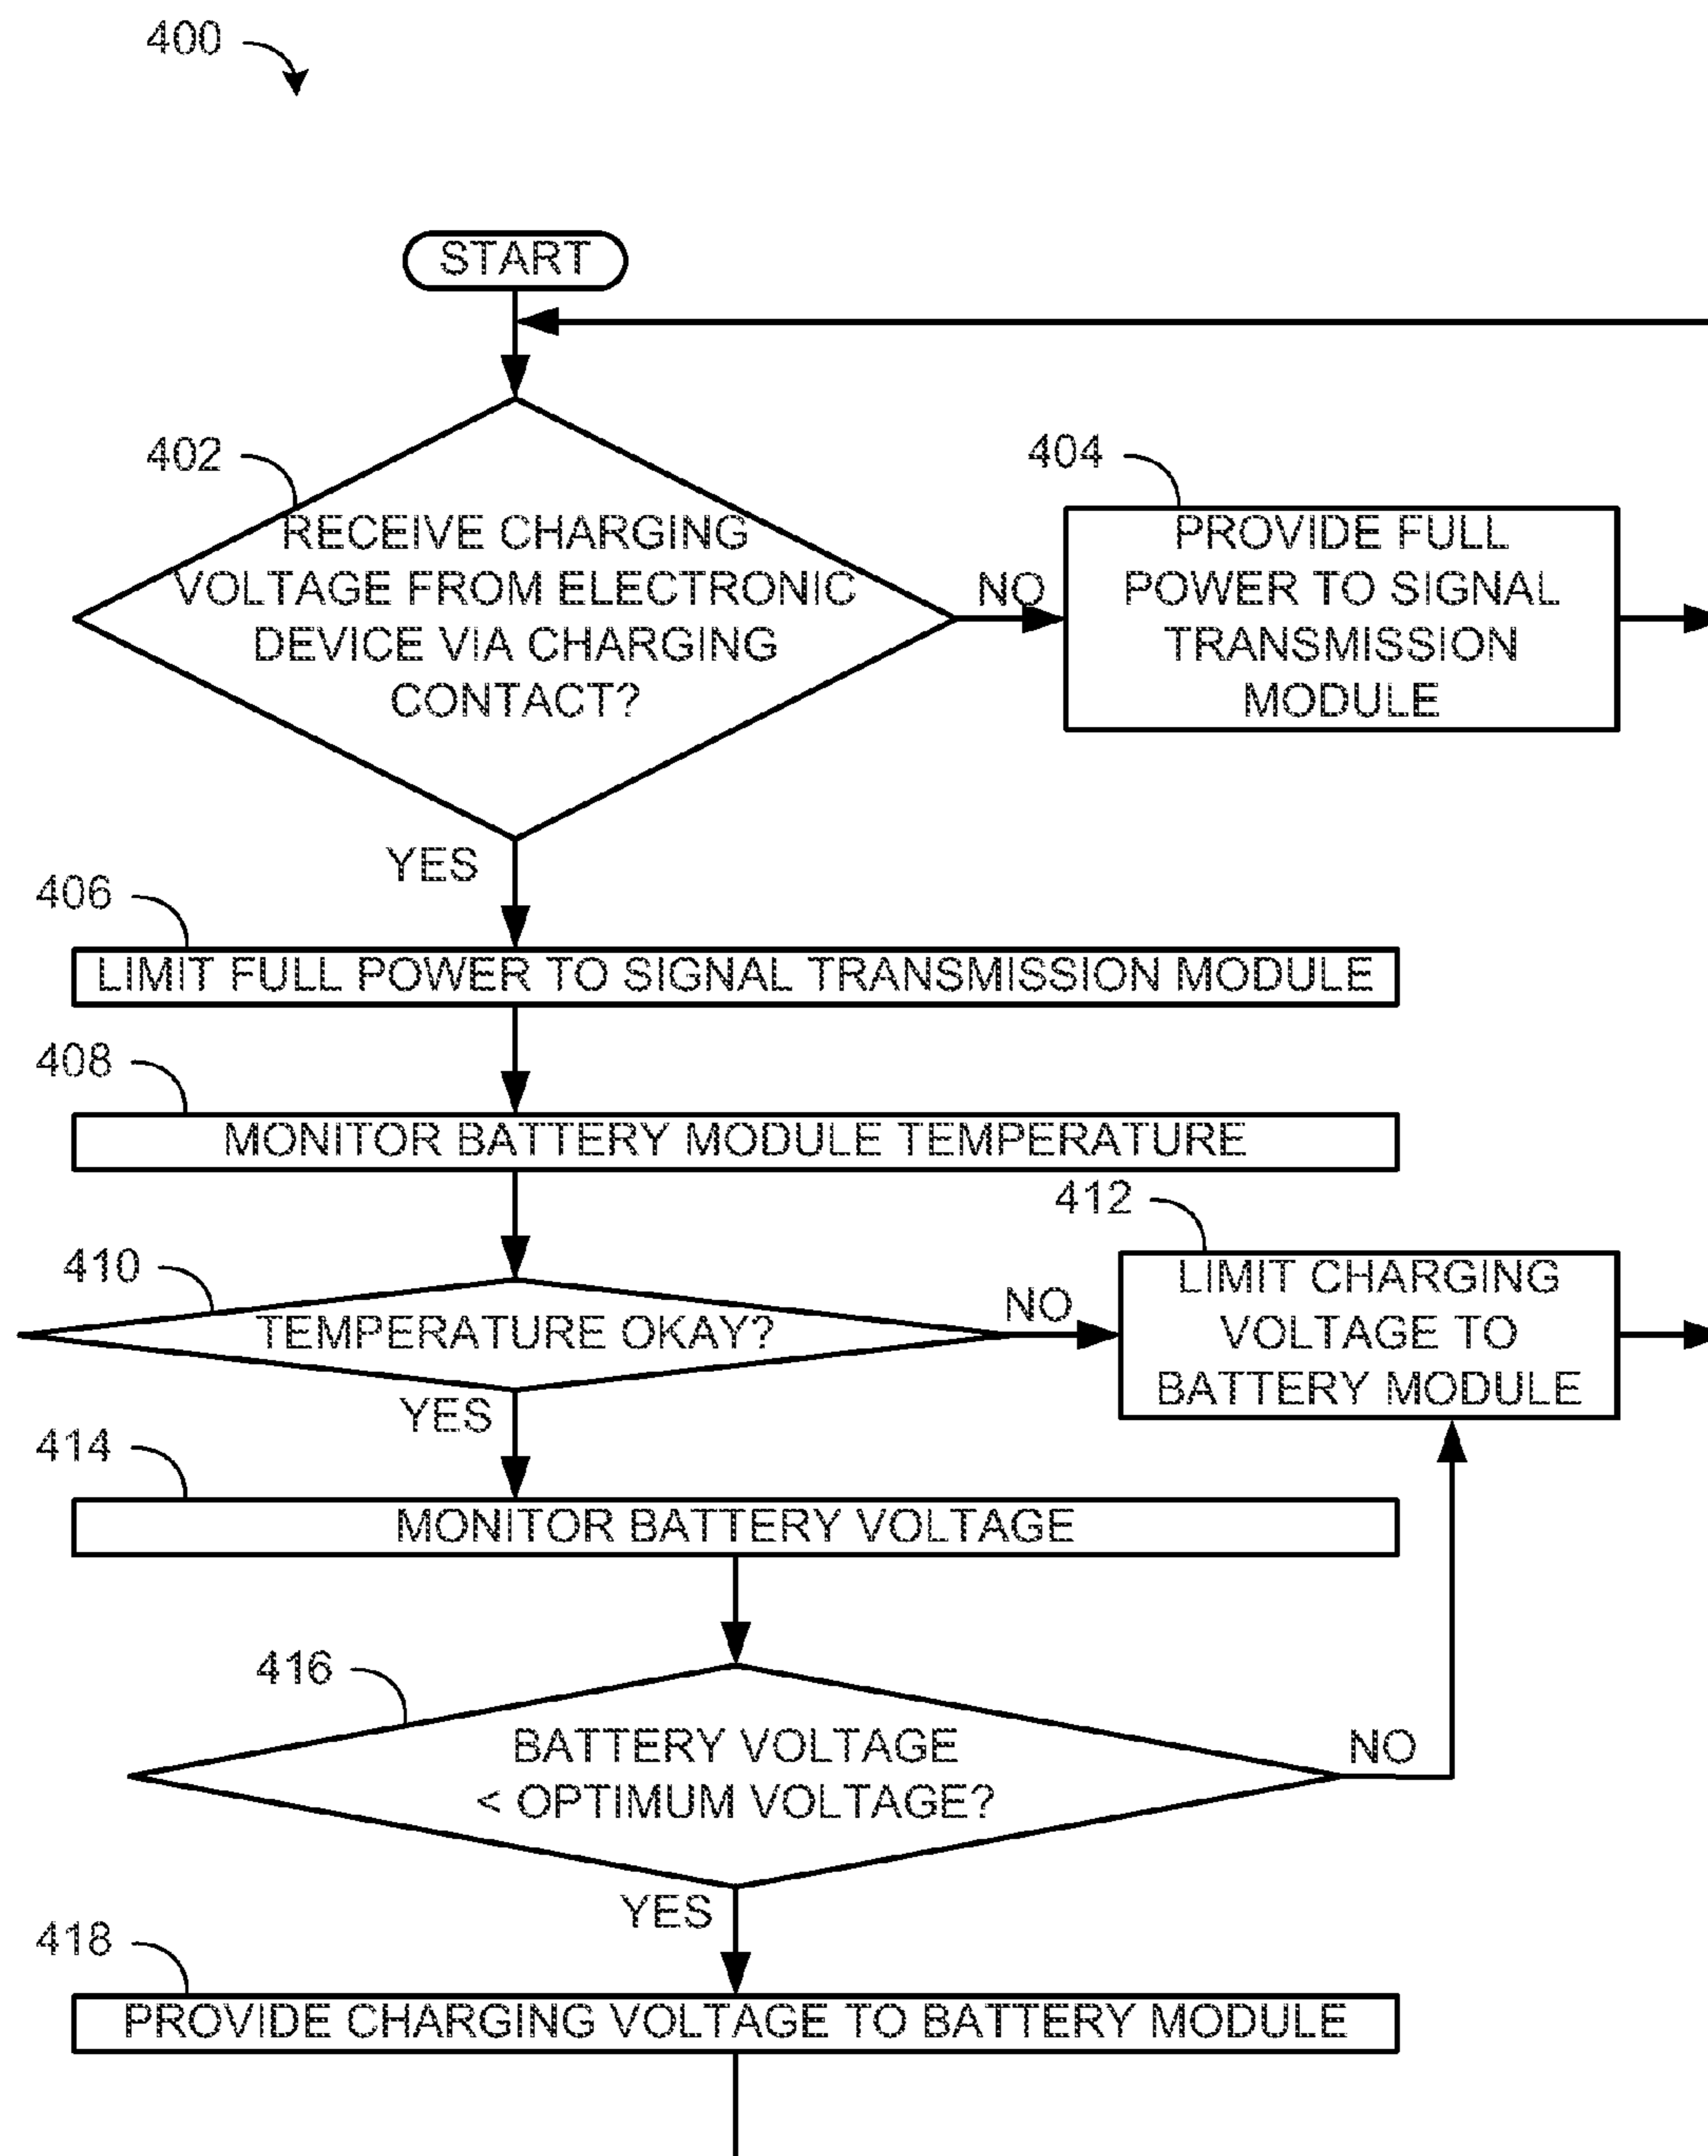 400
START
402
RECEIVE CHARGING
VOLTAGE FROM ELECTRONIC
DEVICE VIA CHARGING
CONTACT?
NO
404
PROVIDE FULL
POWER TO SIGNAL
TRANSMISSION
MODULE
YES
406
LIMIT FULL POWER TO SIGNAL TRANSMISSION MODULE
408
MONITOR BATTERY MODULE TEMPERATURE
410
TEMPERATURE OKAY?
NO
412
LIMIT CHARGING
VOLTAGE TO
BATTERY MODULE
YES
414
MONITOR BATTERY VOLTAGE
416
BATTERY VOLTAGE
< OPTIMUM VOLTAGE?
NO
YES
418
PROVIDE CHARGING VOLTAGE TO BATTERY MODULE